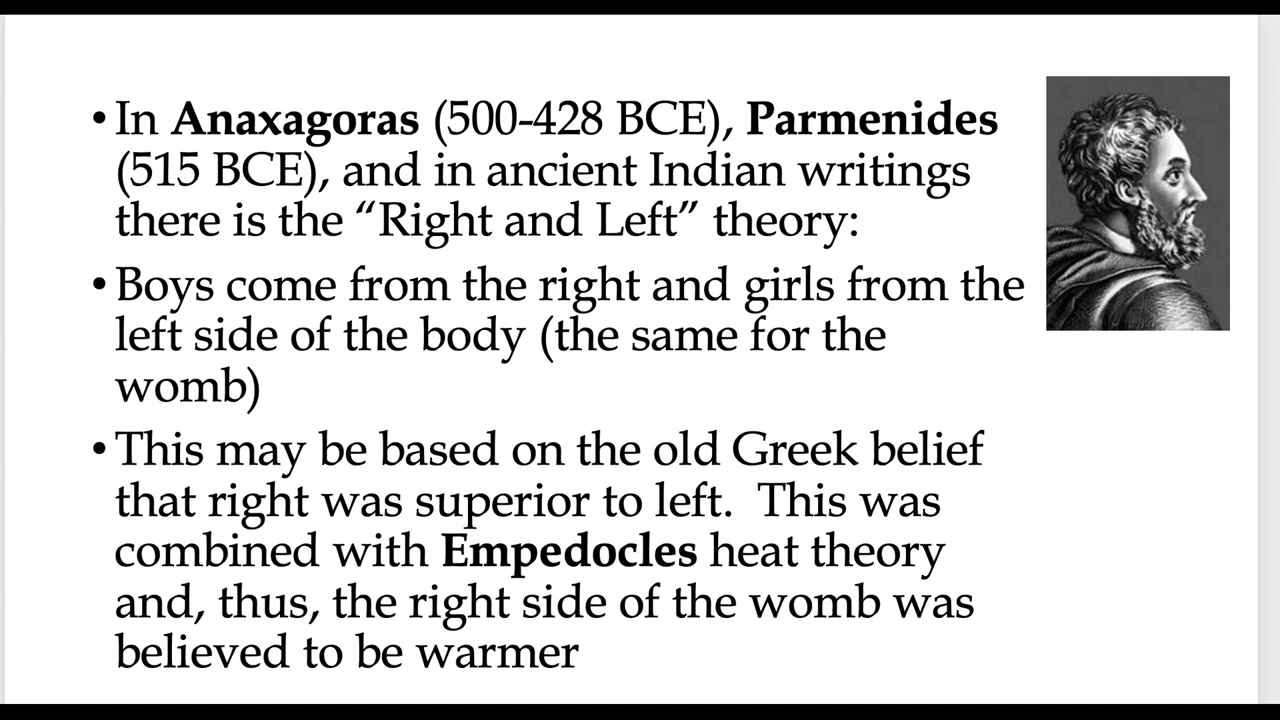 •In Anaxagoras (500-428 BCE), Parmenides
(515 BCE), and in ancient Indian writings
there is the “Right and Left” theory:
•Boys come from the right and girls from the
left side of the body (the same for the
womb)
•This may be based on the old Greek belief
that right was superior to left.  This was
combined with Empedocles heat theory
and, thus, the right side of the womb was
believed to be warmer